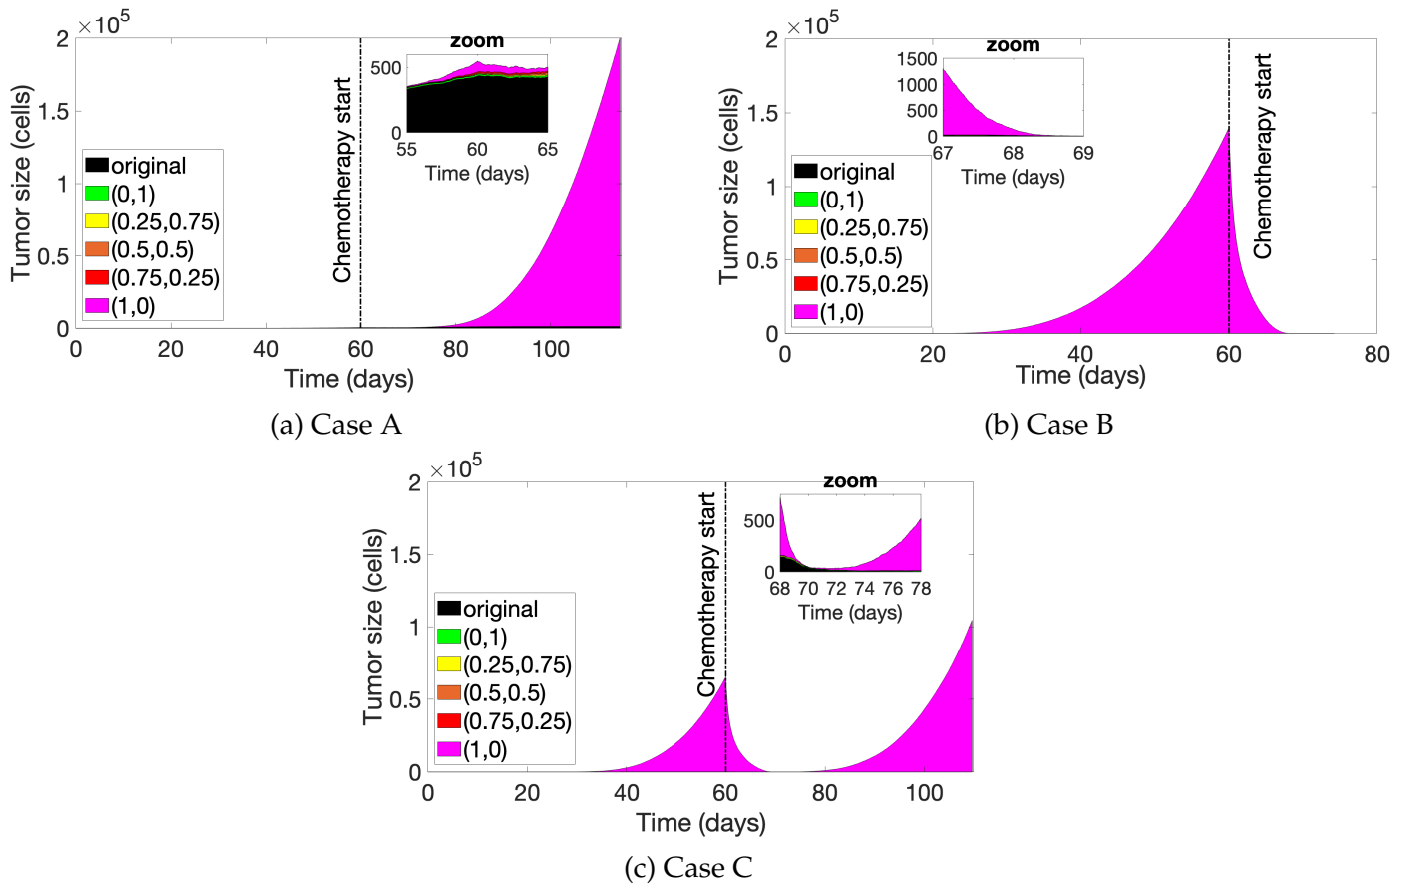 ×10⁵
2
1.5
1
0.5
0
Tumor size (cells)
Chemotherapy start
zoom
500
0
55 60 65
Time (days)
original
(0,1)
(0.25,0.75)
(0.5,0.5)
(0.75,0.25)
(1,0)
0 20 40 60 80 100
Time (days)
(a) Case A
×10⁵
2
1.5
1
0.5
0
Tumor size (cells)
Chemotherapy start
zoom
1500
1000
500
0
67 68 69
Time (days)
original
(0,1)
(0.25,0.75)
(0.5,0.5)
(0.75,0.25)
(1,0)
0 20 40 60 80
Time (days)
(b) Case B
×10⁵
2
1.5
1
0.5
0
Tumor size (cells)
Chemotherapy start
zoom
500
0
68 70 72 74 76 78
Time (days)
original
(0,1)
(0.25,0.75)
(0.5,0.5)
(0.75,0.25)
(1,0)
0 20 40 60 80 100
Time (days)
(c) Case C